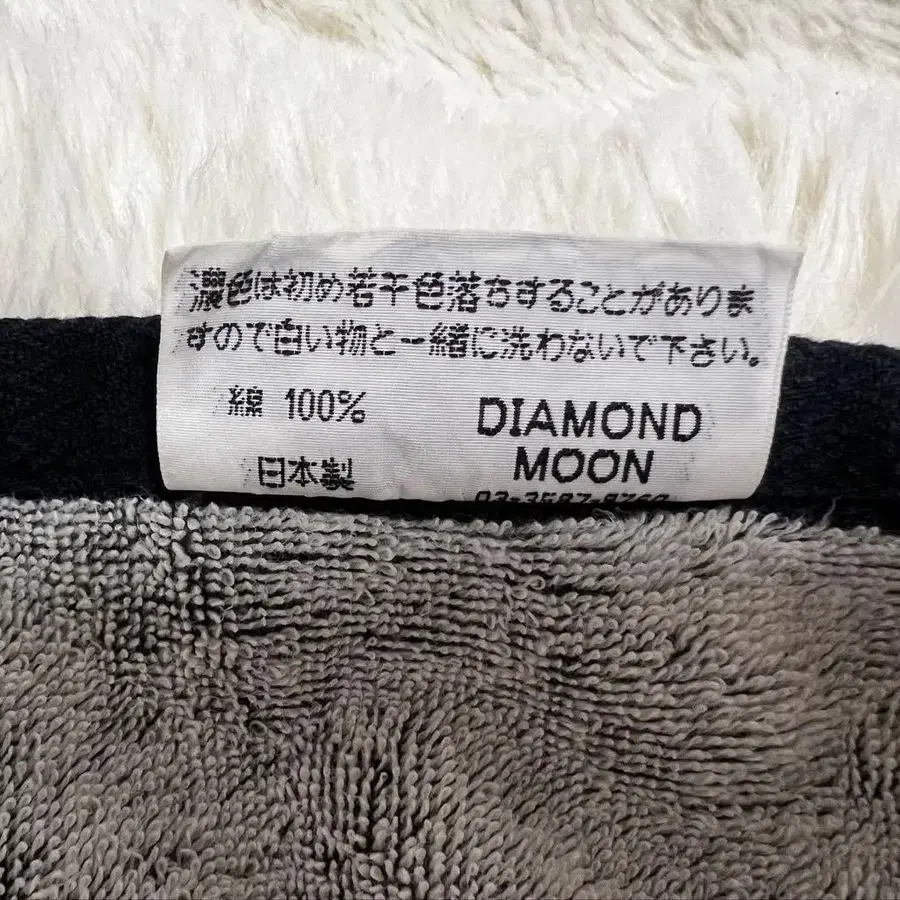 濃色は初め若干色落ちすることがありま
すので白い物と一緒に洗わないで下さい。
綿 100%
DIAMOND
MOON
日本製